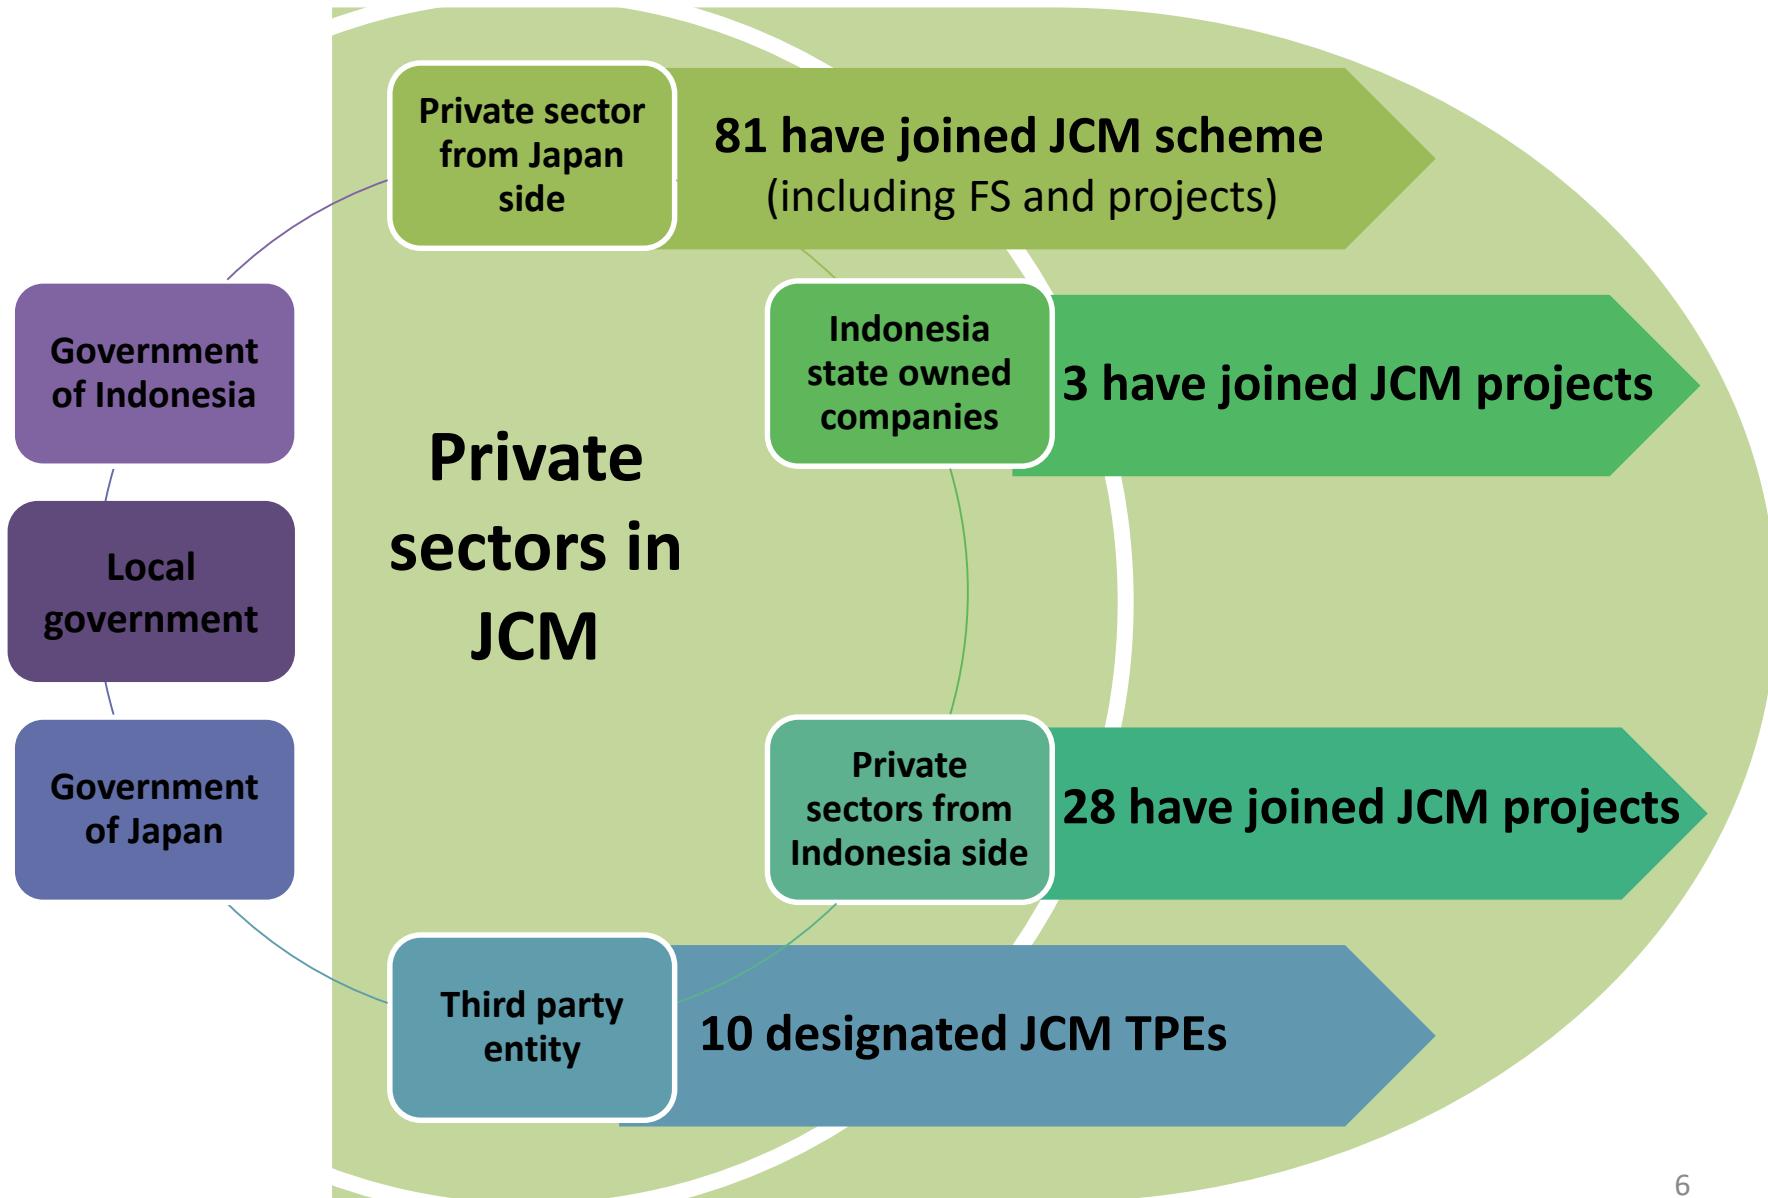 Private sector
from Japan
side
81 have joined JCM scheme
(including FS and projects)
Government
of Indonesia
Indonesia
state owned
companies
3 have joined JCM projects
Private
sectors in
JCM
Local
government
Government
of Japan
Private
sectors from
Indonesia side
28 have joined JCM projects
Third party
entity
10 designated JCM TPEs
6